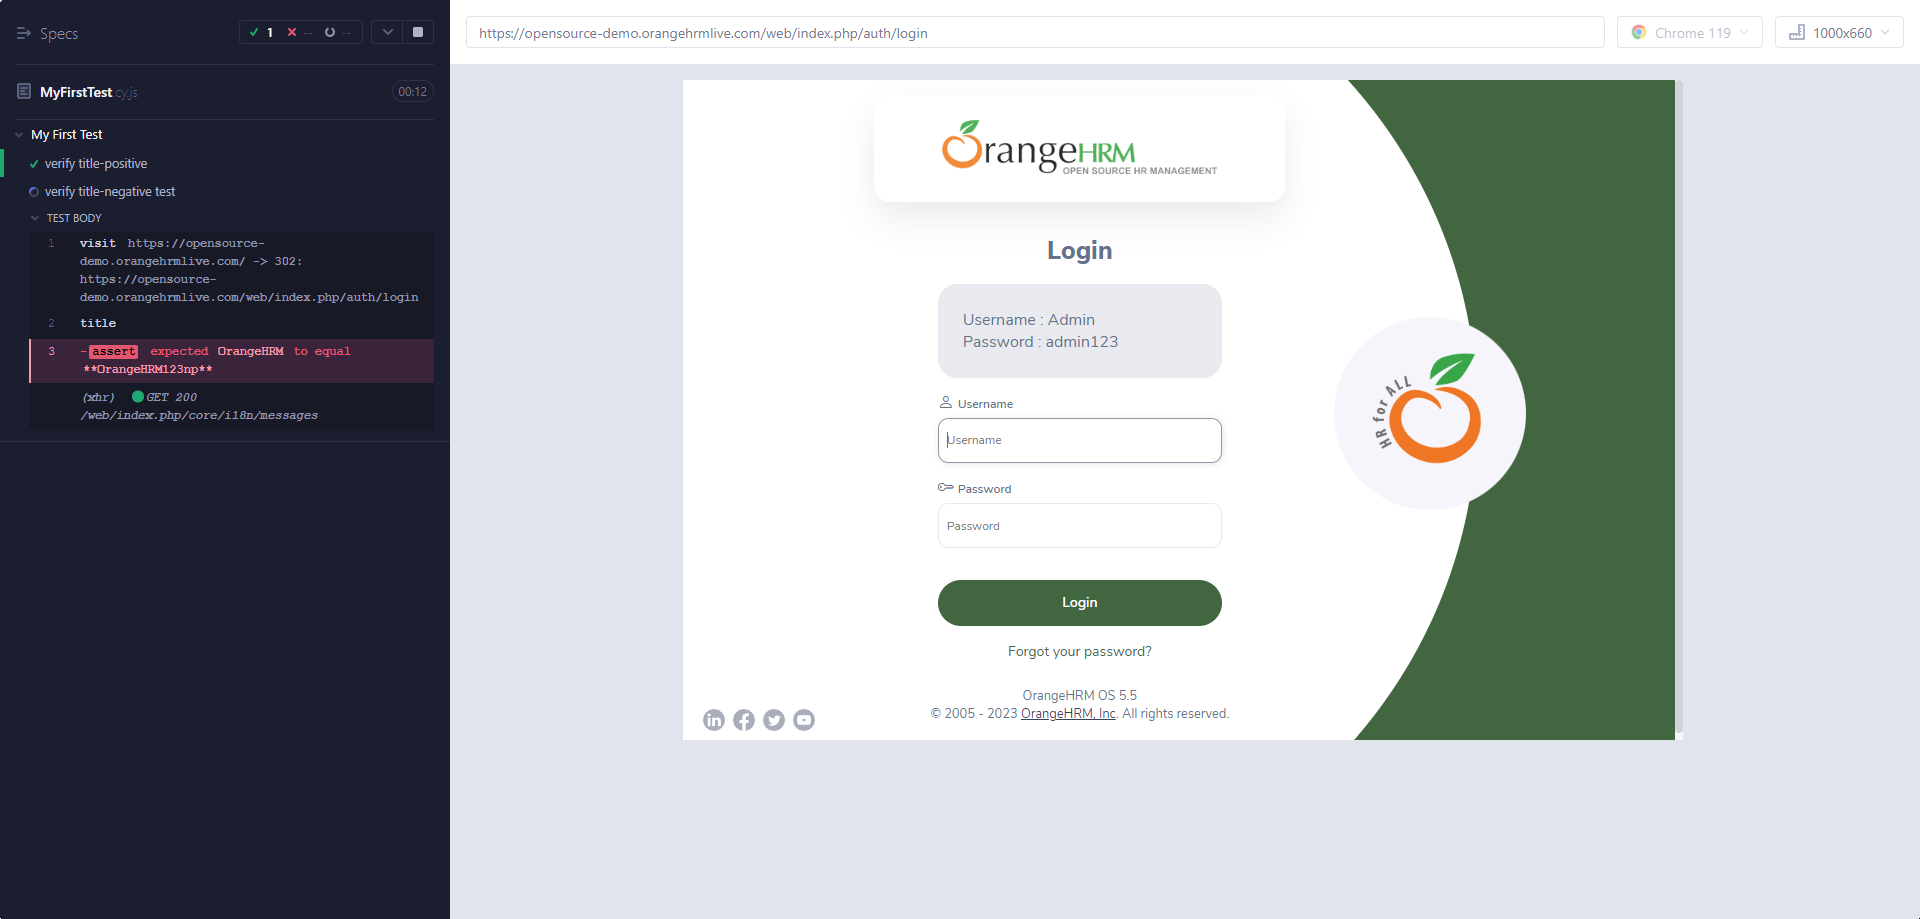 Specs
1 -- --
MyFirstTest.cy.js 00:12
My First Test
verify title-positive
verify title-negative test
TEST BODY
1 visit https://opensource-
demo.orangehrmlive.com/ -> 302:
https://opensource-
demo.orangehrmlive.com/web/index.php/auth/login
2 title
3 -assert expected OrangeHRM to equal
**OrangeHRM123np**
(xhr) GET 200
/web/index.php/core/i18n/messages
https://opensource-demo.orangehrmlive.com/web/index.php/auth/login
Chrome 119
1000x660
OrangeHRM
OPEN SOURCE HR MANAGEMENT
Login
Username : Admin
Password : admin123
Username
Username
Password
Password
Login
Forgot your password?
OrangeHRM OS 5.5
© 2005 - 2023 OrangeHRM, Inc. All rights reserved.
in
HR for ALL